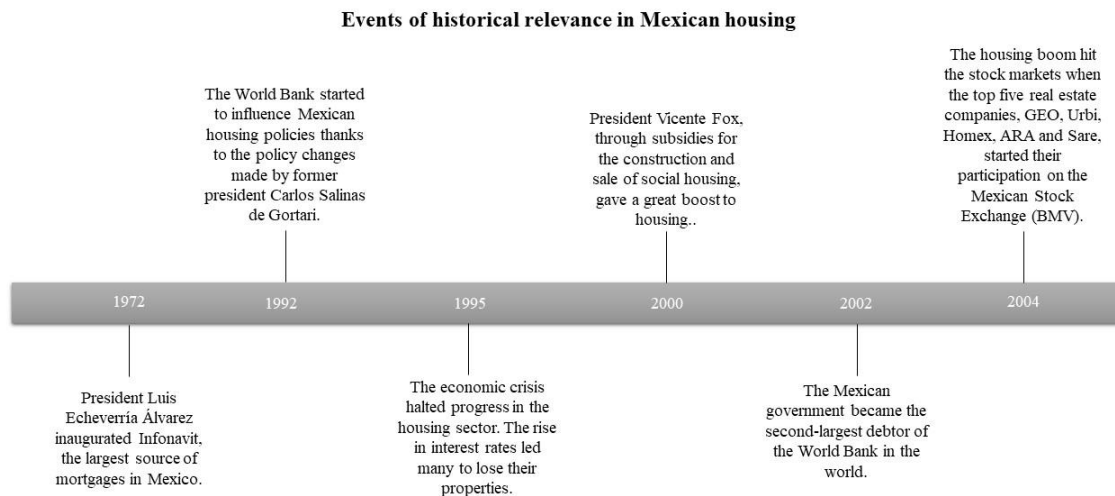 Events of historical relevance in Mexican housing
The World Bank started
to influence Mexican
housing policies thanks
to the policy changes
made by former
president Carlos Salinas
de Gortari.
President Vicente Fox,
through subsidies for
the construction and
sale of social housing,
gave a great boost to
housing..
The housing boom hit
the stock markets when
the top five real estate
companies, GEO, Urbi,
Homex, ARA and Sare,
started their
participation on the
Mexican Stock
Exchange (BMV).
1972
1992
1995
2000
2002
2004
President Luis
Echeverría Álvarez
inaugurated Infonavit,
the largest source of
mortgages in Mexico.
The economic crisis
halted progress in the
housing sector. The rise
in interest rates led
many to lose their
properties.
The Mexican
government became the
second-largest debtor of
the World Bank in the
world.